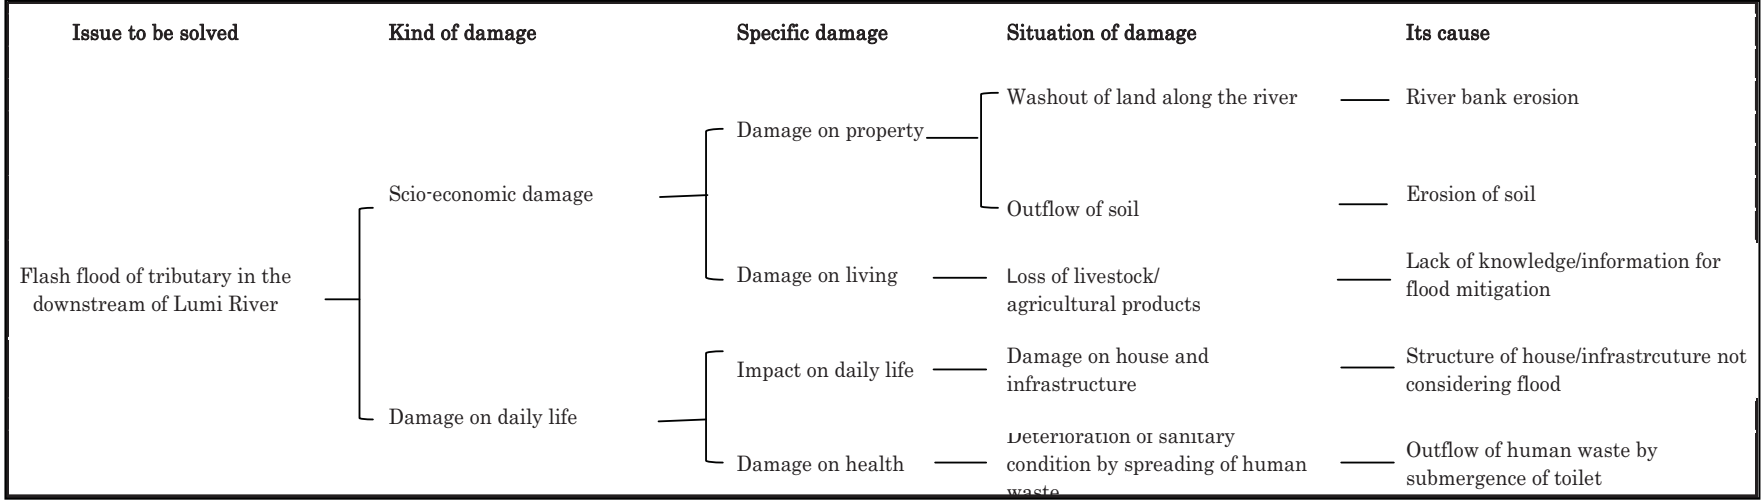 Issue to be solved
Kind of damage
Specific damage
Situation of damage
Its cause
Washout of land along the river
River bank erosion
Damage on property
Scio-economic damage
Erosion of soil
Outflow of soil
Flash flood of tributary in the
downstream of Lumi River
Damage on living
Loss of livestock/
agricultural products
Lack of knowledge/information for
flood mitigation
Impact on daily life
Damage on house and
infrastructure
Structure of house/infrastrcuture not
considering flood
Damage on daily life
Damage on health
Deterioration of sanitary
condition by spreading of human
waste
Outflow of human waste by
submergence of toilet